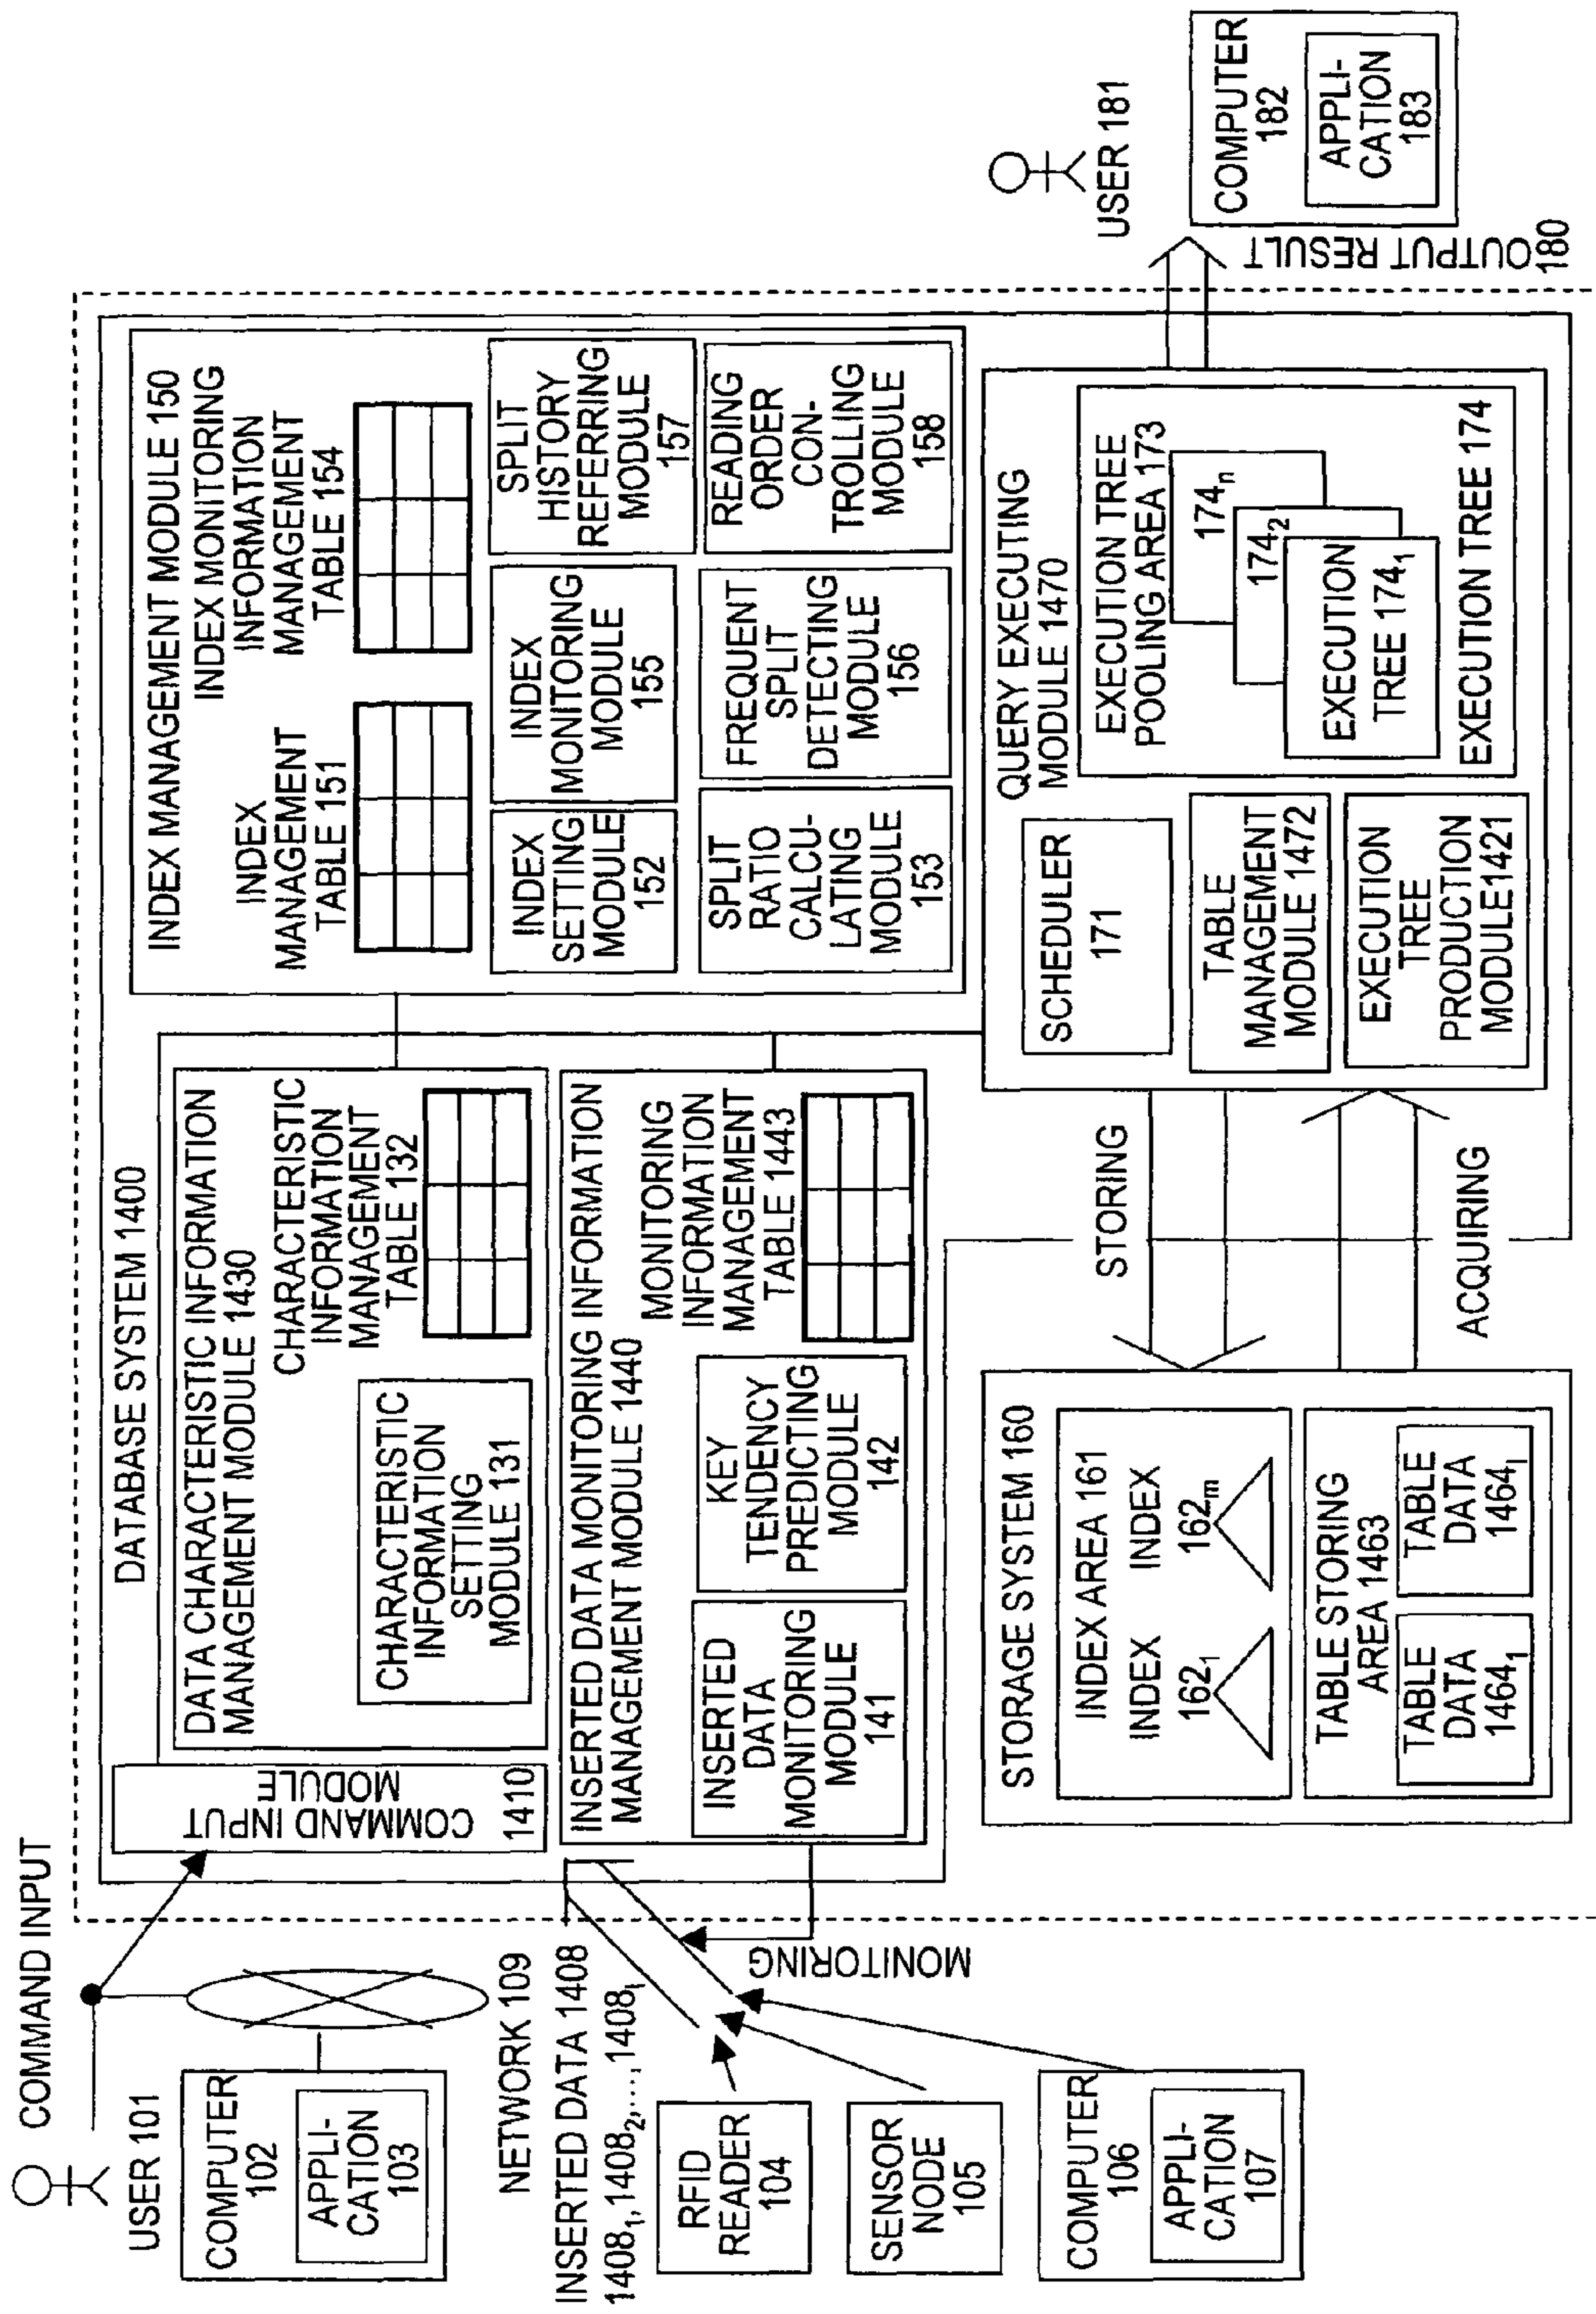 COMMAND INPUT
USER 101
COMPUTER
102
APPLI-
CATION
103
NETWORK 109
INSERTED DATA 1408
1408₁,1408₂,...,1408ₗ
RFID
READER
104
SENSOR
NODE
105
COMPUTER
106
APPLI-
CATION
107
MONITORING
DATABASE SYSTEM 1400
COMMAND INPUT
MODULE
1410
DATA CHARACTERISTIC INFORMATION
MANAGEMENT MODULE 1430
CHARACTERISTIC
INFORMATION
SETTING
MODULE 131
CHARACTERISTIC
INFORMATION
MANAGEMENT
TABLE 132
INSERTED DATA MONITORING INFORMATION
MANAGEMENT MODULE 1440
INSERTED
DATA
MONITORING
MODULE
141
KEY
TENDENCY
PREDICTING
MODULE
142
MONITORING
INFORMATION
MANAGEMENT
TABLE 1443
INDEX MANAGEMENT MODULE 150
INDEX
MANAGEMENT
TABLE 151
INDEX MONITORING
INFORMATION
MANAGEMENT
TABLE 154
INDEX
SETTING
MODULE
152
INDEX
MONITORING
MODULE
155
SPLIT
HISTORY
REFERRING
MODULE
157
SPLIT
RATIO
CALCU-
LATING
MODULE
153
FREQUENT
SPLIT
DETECTING
MODULE
156
READING
ORDER
CON-
TROLLING
MODULE
158
STORAGE SYSTEM 160
INDEX AREA 161
INDEX
162₁
INDEX
162ₘ
TABLE STORING
AREA 1463
TABLE
DATA
1464₁
TABLE
DATA
1464ₗ
STORING
ACQUIRING
QUERY EXECUTING
MODULE 1470
SCHEDULER
171
TABLE
MANAGEMENT
MODULE 1472
EXECUTION
TREE
PRODUCTION
MODULE1421
EXECUTION TREE
POOLING AREA 173
174ₙ
174₂
EXECUTION
TREE 174₁
EXECUTION TREE 174
OUTPUT RESULT
180
USER 181
COMPUTER
182
APPLI-
CATION
183